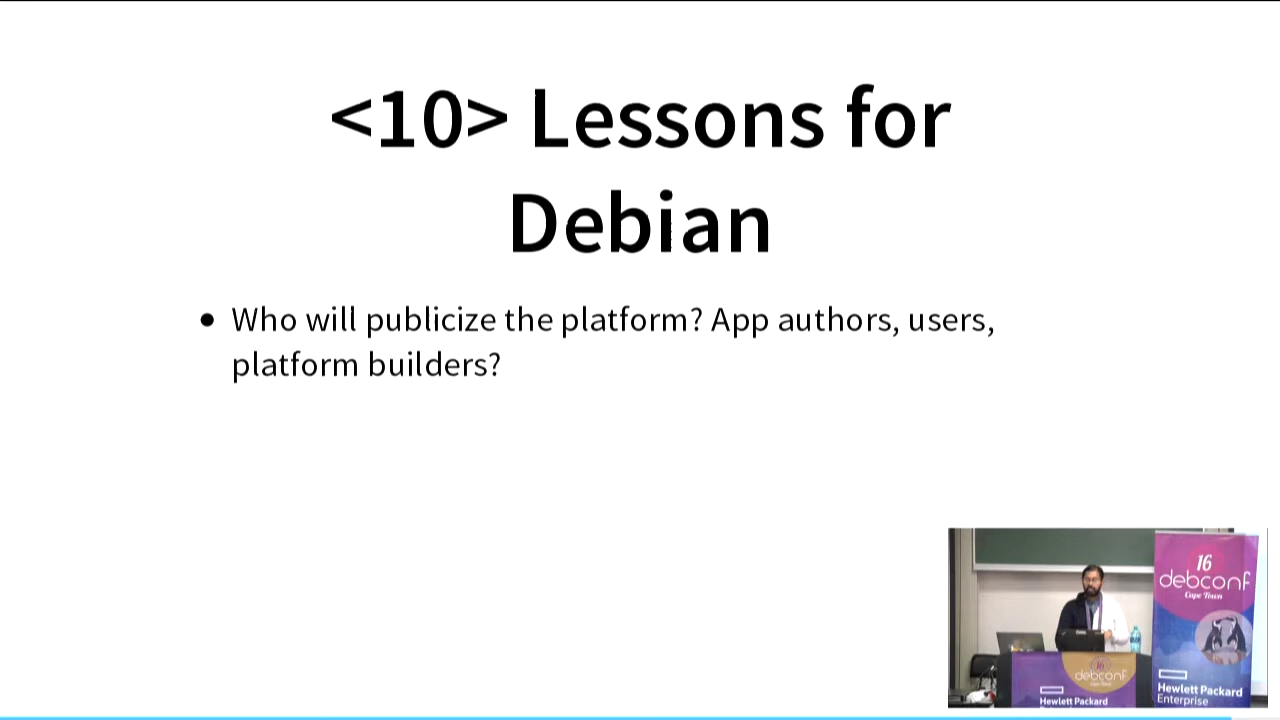 <10> Lessons for
Debian
• Who will publicize the platform? App authors, users,
platform builders?
16
debconf
Cape Town
Hewlett Packard
Enterprise
16
debconf
Hewlett Packard